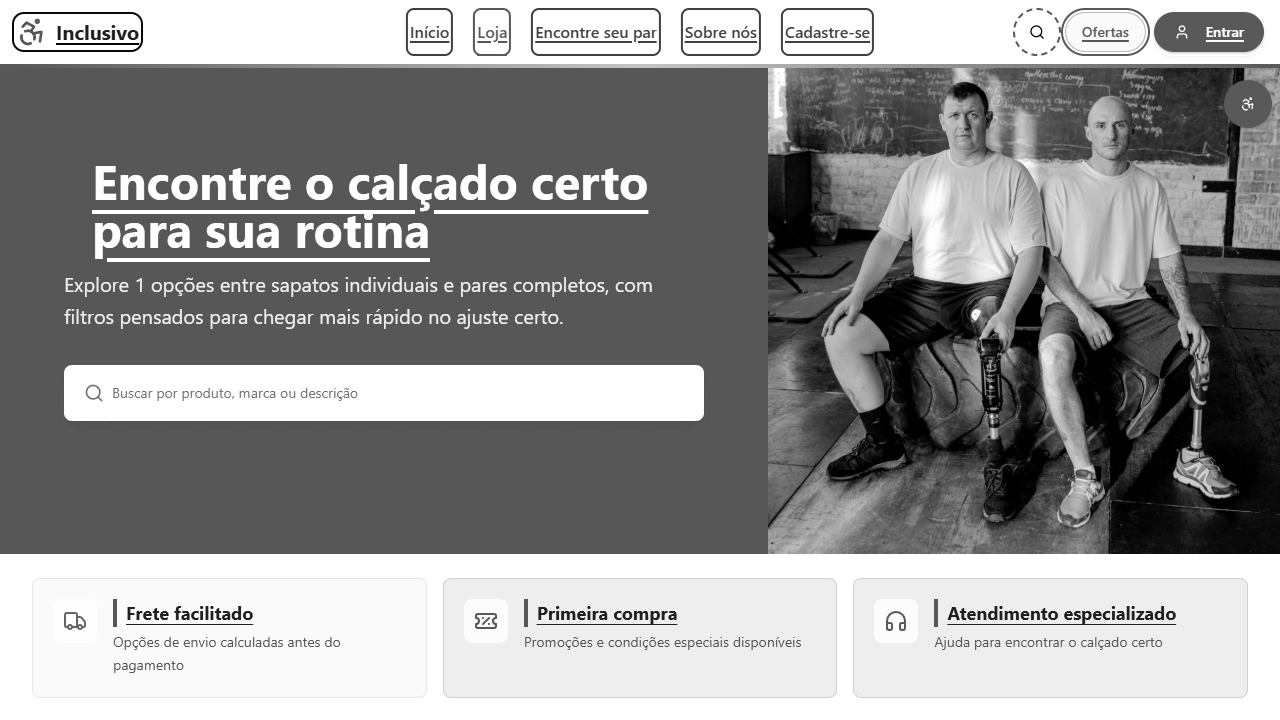 Inclusivo
Início
Loja
Encontre seu par
Sobre nós
Cadastre-se
Ofertas
Entrar
Encontre o calçado certo
para sua rotina
Explore 1 opções entre sapatos individuais e pares completos, com
filtros pensados para chegar mais rápido no ajuste certo.
Buscar por produto, marca ou descrição
Frete facilitado
Opções de envio calculadas antes do
pagamento
Primeira compra
Promoções e condições especiais disponíveis
Atendimento especializado
Ajuda para encontrar o calçado certo